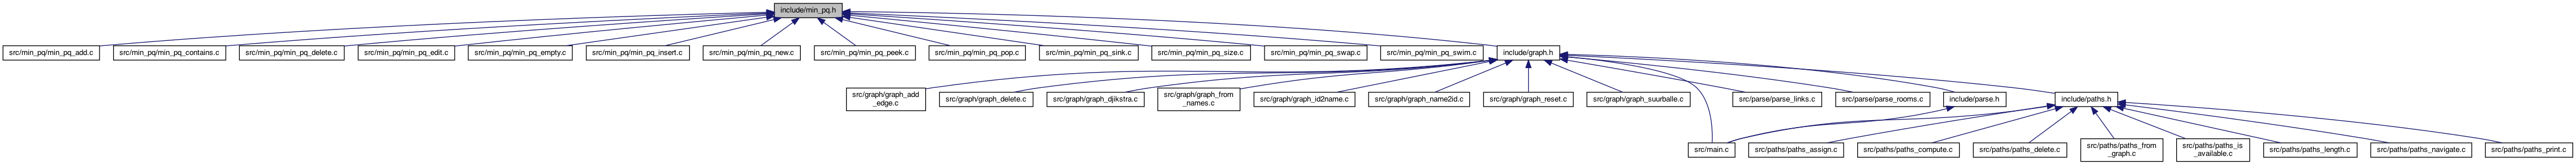 include/min_pq.h
src/min_pq/min_pq_add.c
src/min_pq/min_pq_contains.c
src/min_pq/min_pq_delete.c
src/min_pq/min_pq_edit.c
src/min_pq/min_pq_empty.c
src/min_pq/min_pq_insert.c
src/min_pq/min_pq_new.c
src/min_pq/min_pq_peek.c
src/min_pq/min_pq_pop.c
src/min_pq/min_pq_sink.c
src/min_pq/min_pq_size.c
src/min_pq/min_pq_swap.c
src/min_pq/min_pq_swim.c
include/graph.h
src/graph/graph_add
_edge.c
src/graph/graph_delete.c
src/graph/graph_djikstra.c
src/graph/graph_from
_names.c
src/graph/graph_id2name.c
src/graph/graph_name2id.c
src/graph/graph_reset.c
src/graph/graph_suurballe.c
src/parse/parse_links.c
src/parse/parse_rooms.c
include/parse.h
include/paths.h
src/main.c
src/paths/paths_assign.c
src/paths/paths_compute.c
src/paths/paths_delete.c
src/paths/paths_from
_graph.c
src/paths/paths_is
_available.c
src/paths/paths_length.c
src/paths/paths_navigate.c
src/paths/paths_print.c